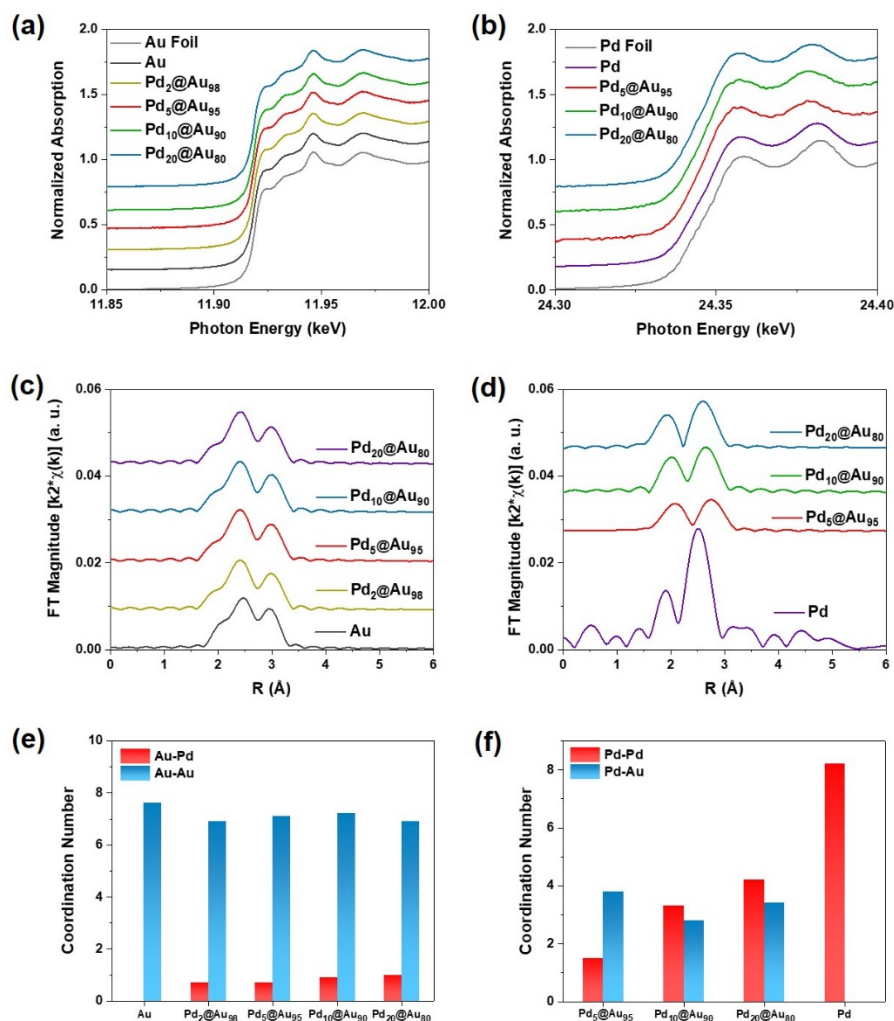 (a)
Au Foil
Au
Pd₂@Au₉₈
Pd₅@Au₉₅
Pd₁₀@Au₉₀
Pd₂₀@Au₈₀
2.0
1.5
1.0
0.5
0.0
Normalized Absorption
11.85 11.90 11.95 12.00
Photon Energy (keV)
(b)
Pd Foil
Pd
Pd₅@Au₉₅
Pd₁₀@Au₉₀
Pd₂₀@Au₈₀
2.0
1.5
1.0
0.5
0.0
Normalized Absorption
24.30 24.35 24.40
Photon Energy (keV)
(c)
0.06
0.04
0.02
0.00
FT Magnitude [k2*χ(k)] (a. u.)
Pd₂₀@Au₈₀
Pd₁₀@Au₉₀
Pd₅@Au₉₅
Pd₂@Au₉₈
Au
0 1 2 3 4 5 6
R (Å)
(d)
0.06
0.04
0.02
0.00
FT Magnitude [k2*χ(k)] (a. u.)
Pd₂₀@Au₈₀
Pd₁₀@Au₉₀
Pd₅@Au₉₅
Pd
0 1 2 3 4 5 6
R (Å)
(e)
Au-Pd
Au-Au
10
8
6
4
2
0
Coordination Number
Au Pd₂@Au₉₈ Pd₅@Au₉₅ Pd₁₀@Au₉₀ Pd₂₀@Au₈₀
(f)
Pd-Pd
Pd-Au
8
6
4
2
0
Coordination Number
Pd₅@Au₉₅ Pd₁₀@Au₉₀ Pd₂₀@Au₈₀ Pd